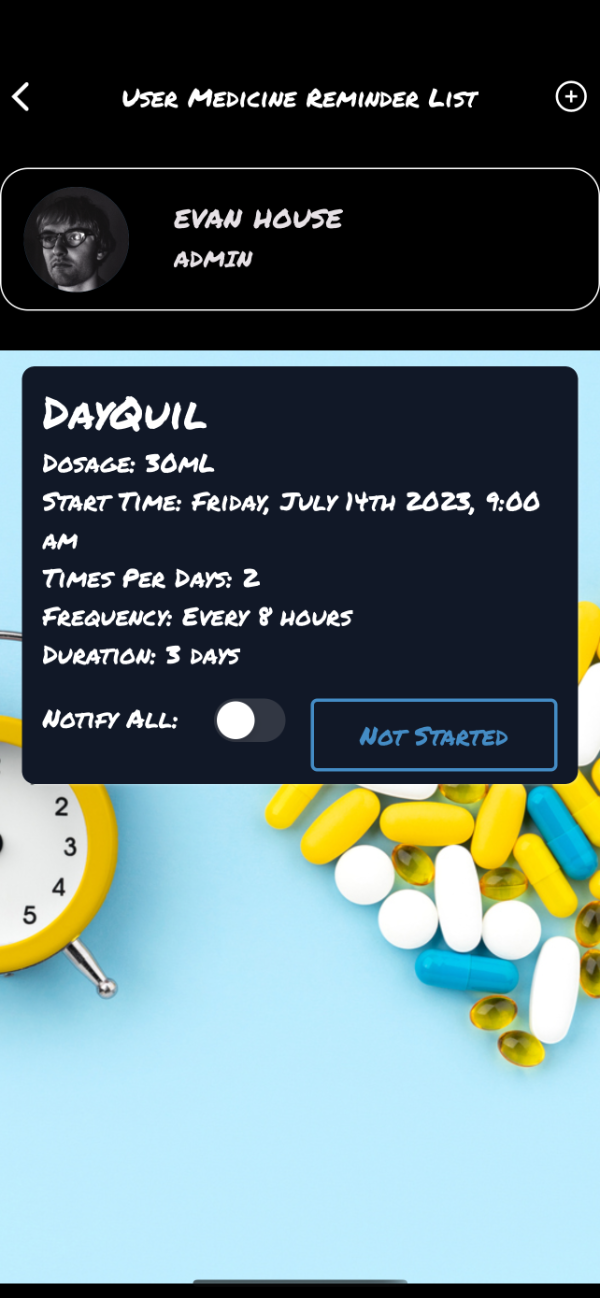 User Medicine Reminder List
EVAN HOUSE
ADMIN
DayQuil
Dosage: 30mL
Start Time: Friday, July 14th 2023, 9:00
am
Times Per Days: 2
Frequency: Every 8 hours
Duration: 3 days
Notify All:
Not Started
2
3
4
5